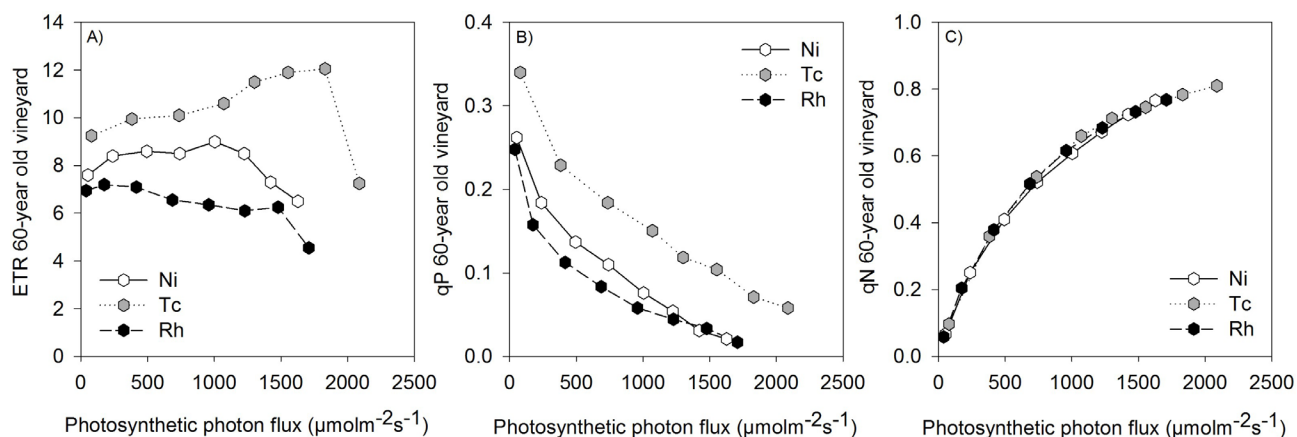 A)
ETR 60-year old vineyard
14
12
10
8
6
4
2
0
Ni
Tc
Rh
0 500 1000 1500 2000 2500
Photosynthetic photon flux (µmolm-2s-1)
B)
qP 60-year old vineyard
0.4
0.3
0.2
0.1
0.0
Ni
Tc
Rh
0 500 1000 1500 2000 2500
Photosynthetic photon flux (µmolm-2s-1)
C)
qN 60-year old vineyard
1.0
0.8
0.6
0.4
0.2
0.0
Ni
Tc
Rh
0 500 1000 1500 2000 2500
Photosynthetic photon flux (µmolm-2s-1)